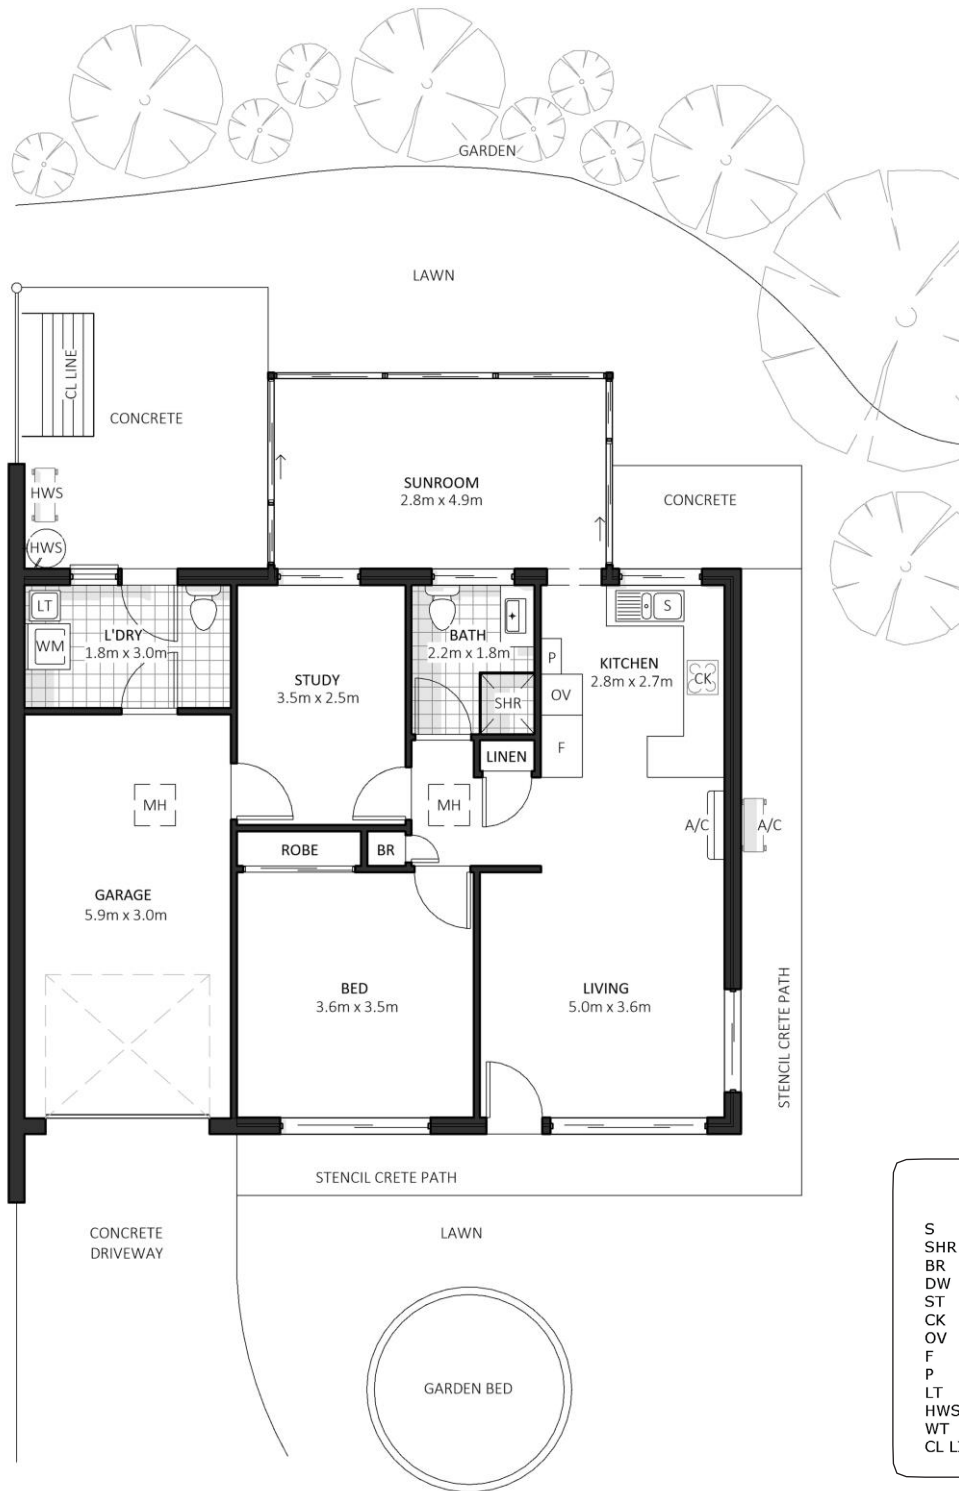 GARDEN
LAWN
CL LINE
CONCRETE
HWS
HWS
SUNROOM
2.8m x 4.9m
CONCRETE
LT
WM
L'DRY
1.8m x 3.0m
STUDY
3.5m x 2.5m
BATH
2.2m x 1.8m
SHR
P
OV
F
S
KITCHEN
2.8m x 2.7m
CK
LINEN
MH
MH
A/C
A/C
ROBE
BR
GARAGE
5.9m x 3.0m
BED
3.6m x 3.5m
LIVING
5.0m x 3.6m
STENCIL CRETE PATH
STENCIL CRETE PATH
CONCRETE
DRIVEWAY
LAWN
GARDEN BED
S
SHR
BR
DW
ST
CK
OV
F
P
LT
HWS
WT
CL